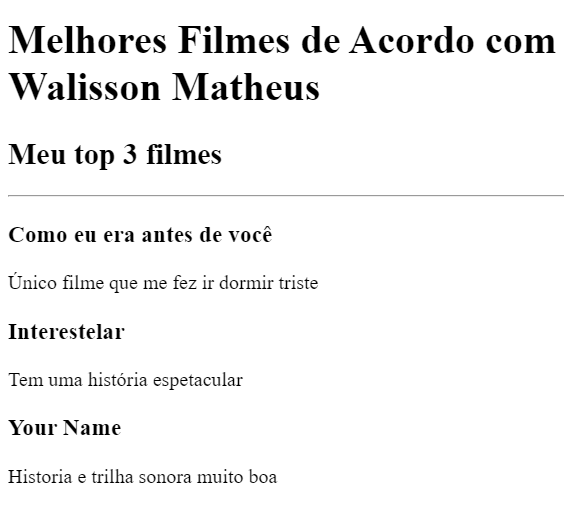 Melhores Filmes de Acordo com
Walisson Matheus
Meu top 3 filmes
Como eu era antes de você
Único filme que me fez ir dormir triste
Interestelar
Tem uma história espetacular
Your Name
Historia e trilha sonora muito boa